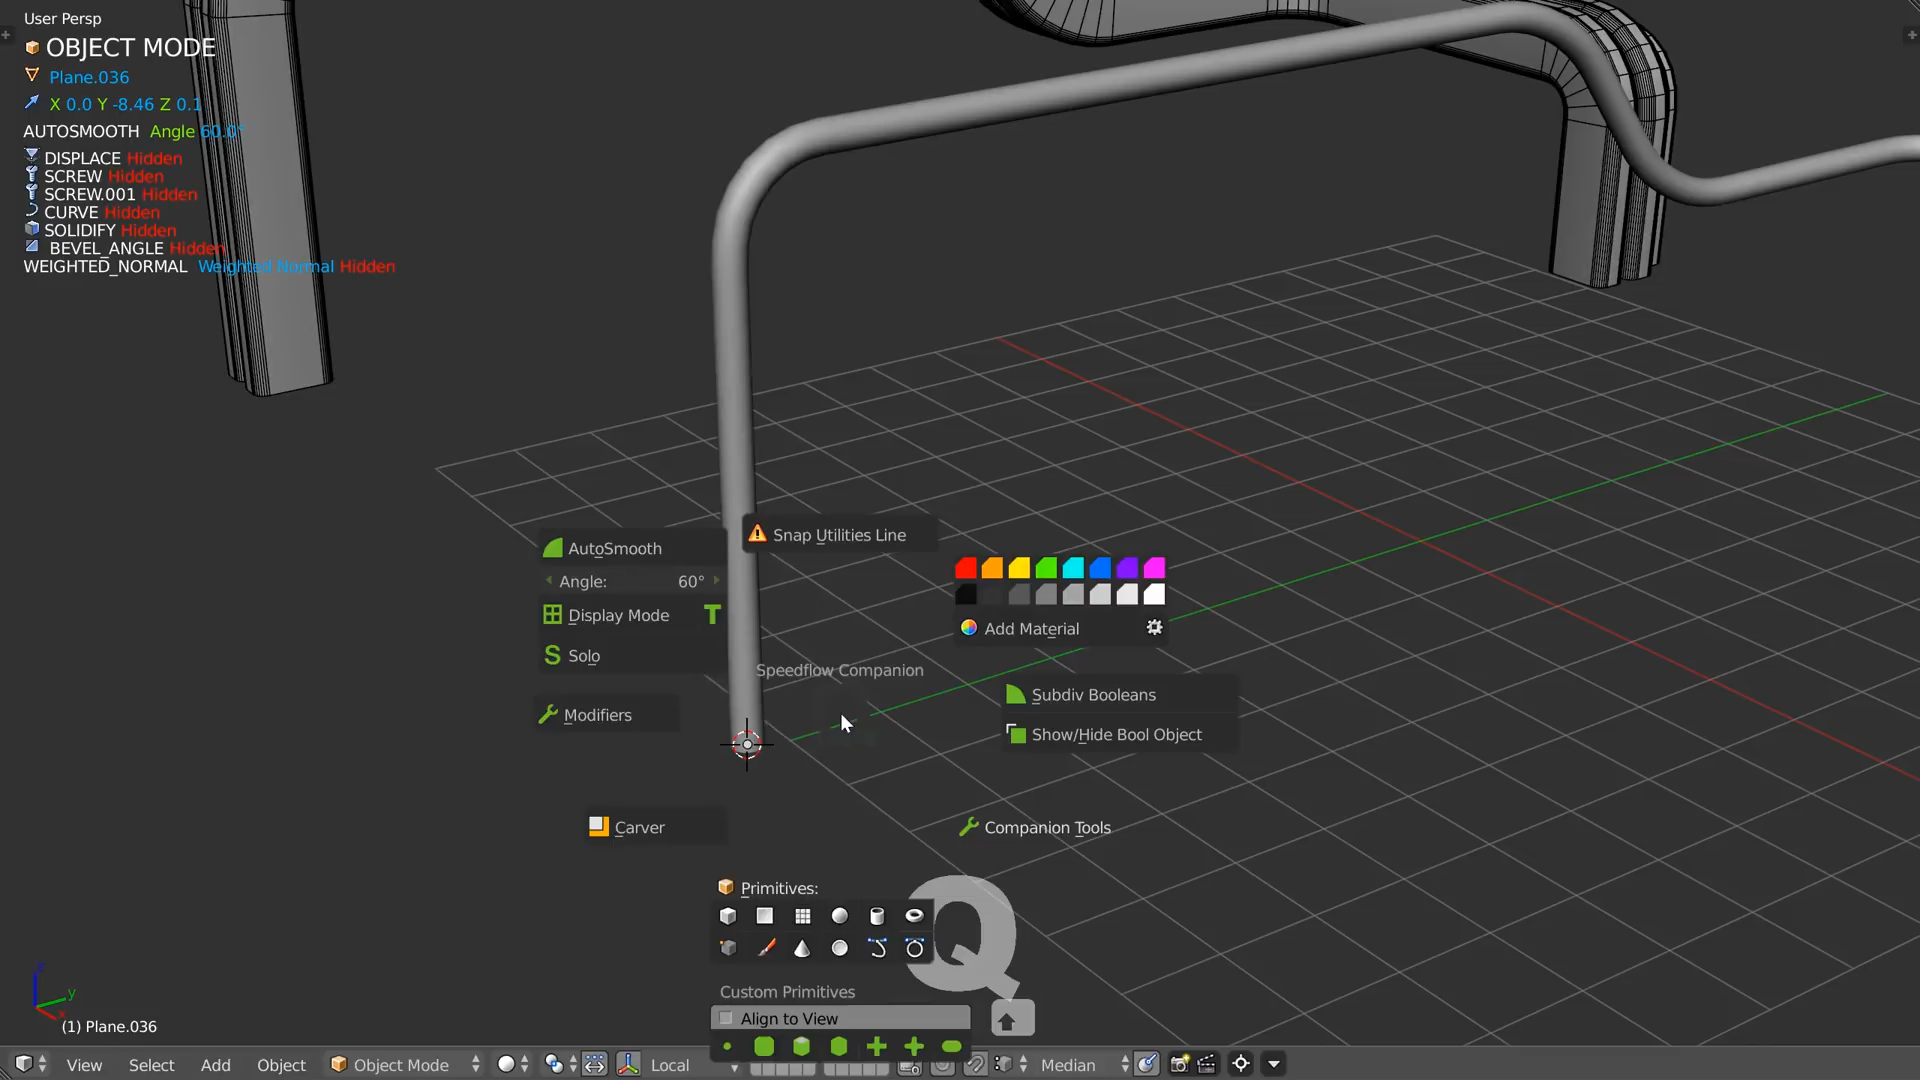 User Persp
OBJECT MODE
Plane.036
X 0.0 Y -8.46 Z 0.1
AUTOSMOOTH Angle 60.0°
DISPLACE Hidden
SCREW Hidden
SCREW.001 Hidden
CURVE Hidden
SOLIDIFY Hidden
BEVEL_ANGLE Hidden
WEIGHTED_NORMAL Weighted Normal Hidden
Snap Utilities Line
AutoSmooth
Angle: 60°
Display Mode T
S Solo
Add Material
Speedflow Companion
Subdiv Booleans
Modifiers
Show/Hide Bool Object
Carver
Companion Tools
Primitives:
Q
Custom Primitives
Align to View
z
y
x
(1) Plane.036
View Select Add Object Object Mode Local Median